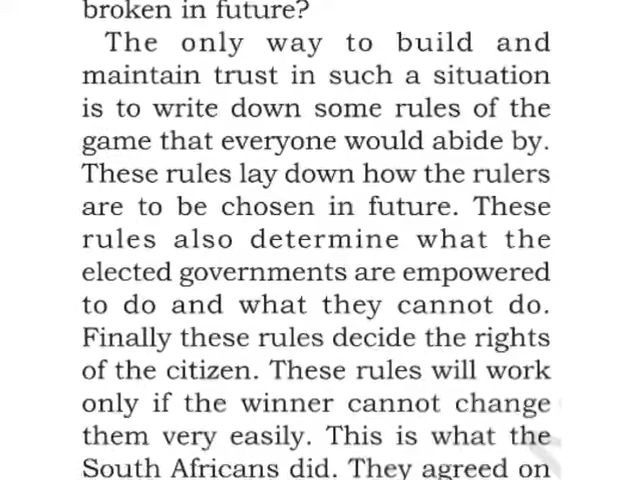 broken in future?
The only way to build and
maintain trust in such a situation
is to write down some rules of the
game that everyone would abide by.
These rules lay down how the rulers
are to be chosen in future. These
rules also determine what the
elected governments are empowered
to do and what they cannot do.
Finally these rules decide the rights
of the citizen. These rules will work
only if the winner cannot change
them very easily. This is what the
South Africans did. They agreed on